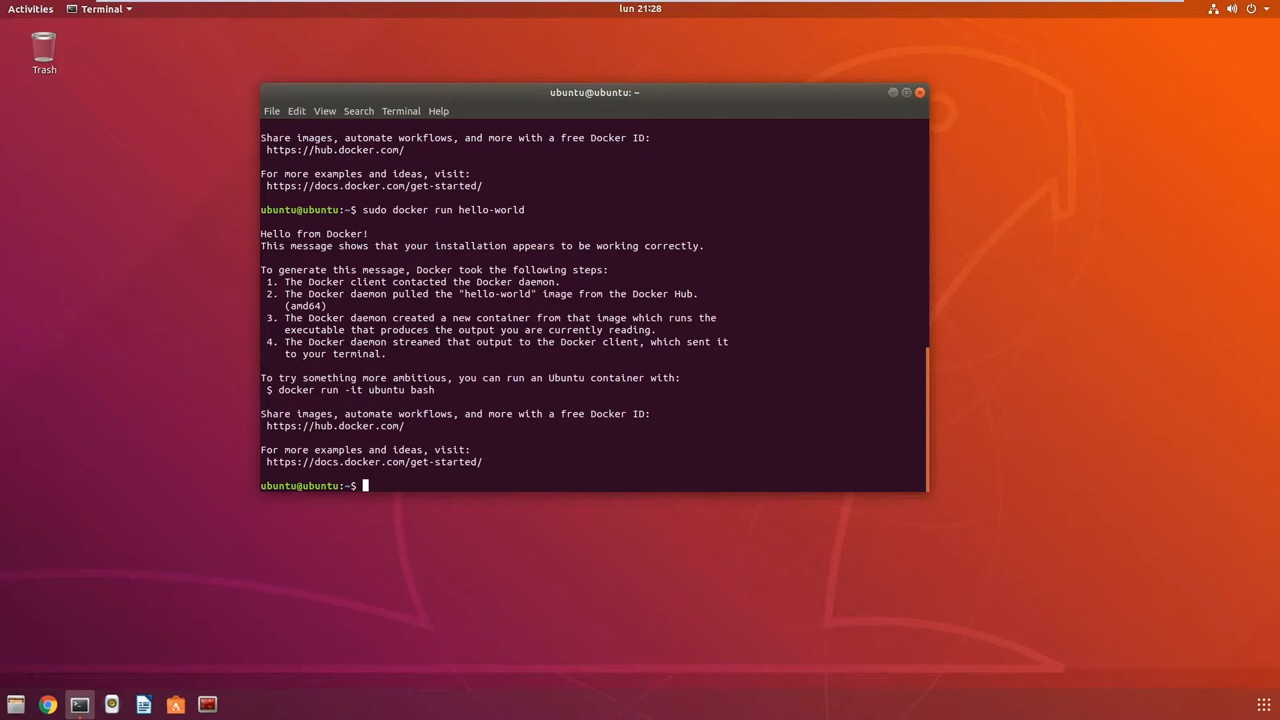 Activities
Terminal
lun 21:28
Trash
ubuntu@ubuntu: ~
File Edit View Search Terminal Help
Share images, automate workflows, and more with a free Docker ID:
https://hub.docker.com/
For more examples and ideas, visit:
https://docs.docker.com/get-started/
ubuntu@ubuntu:~$ sudo docker run hello-world
Hello from Docker!
This message shows that your installation appears to be working correctly.
To generate this message, Docker took the following steps:
1. The Docker client contacted the Docker daemon.
2. The Docker daemon pulled the "hello-world" image from the Docker Hub.
(amd64)
3. The Docker daemon created a new container from that image which runs the
executable that produces the output you are currently reading.
4. The Docker daemon streamed that output to the Docker client, which sent it
to your terminal.
To try something more ambitious, you can run an Ubuntu container with:
$ docker run -it ubuntu bash
Share images, automate workflows, and more with a free Docker ID:
https://hub.docker.com/
For more examples and ideas, visit:
https://docs.docker.com/get-started/
ubuntu@ubuntu:~$